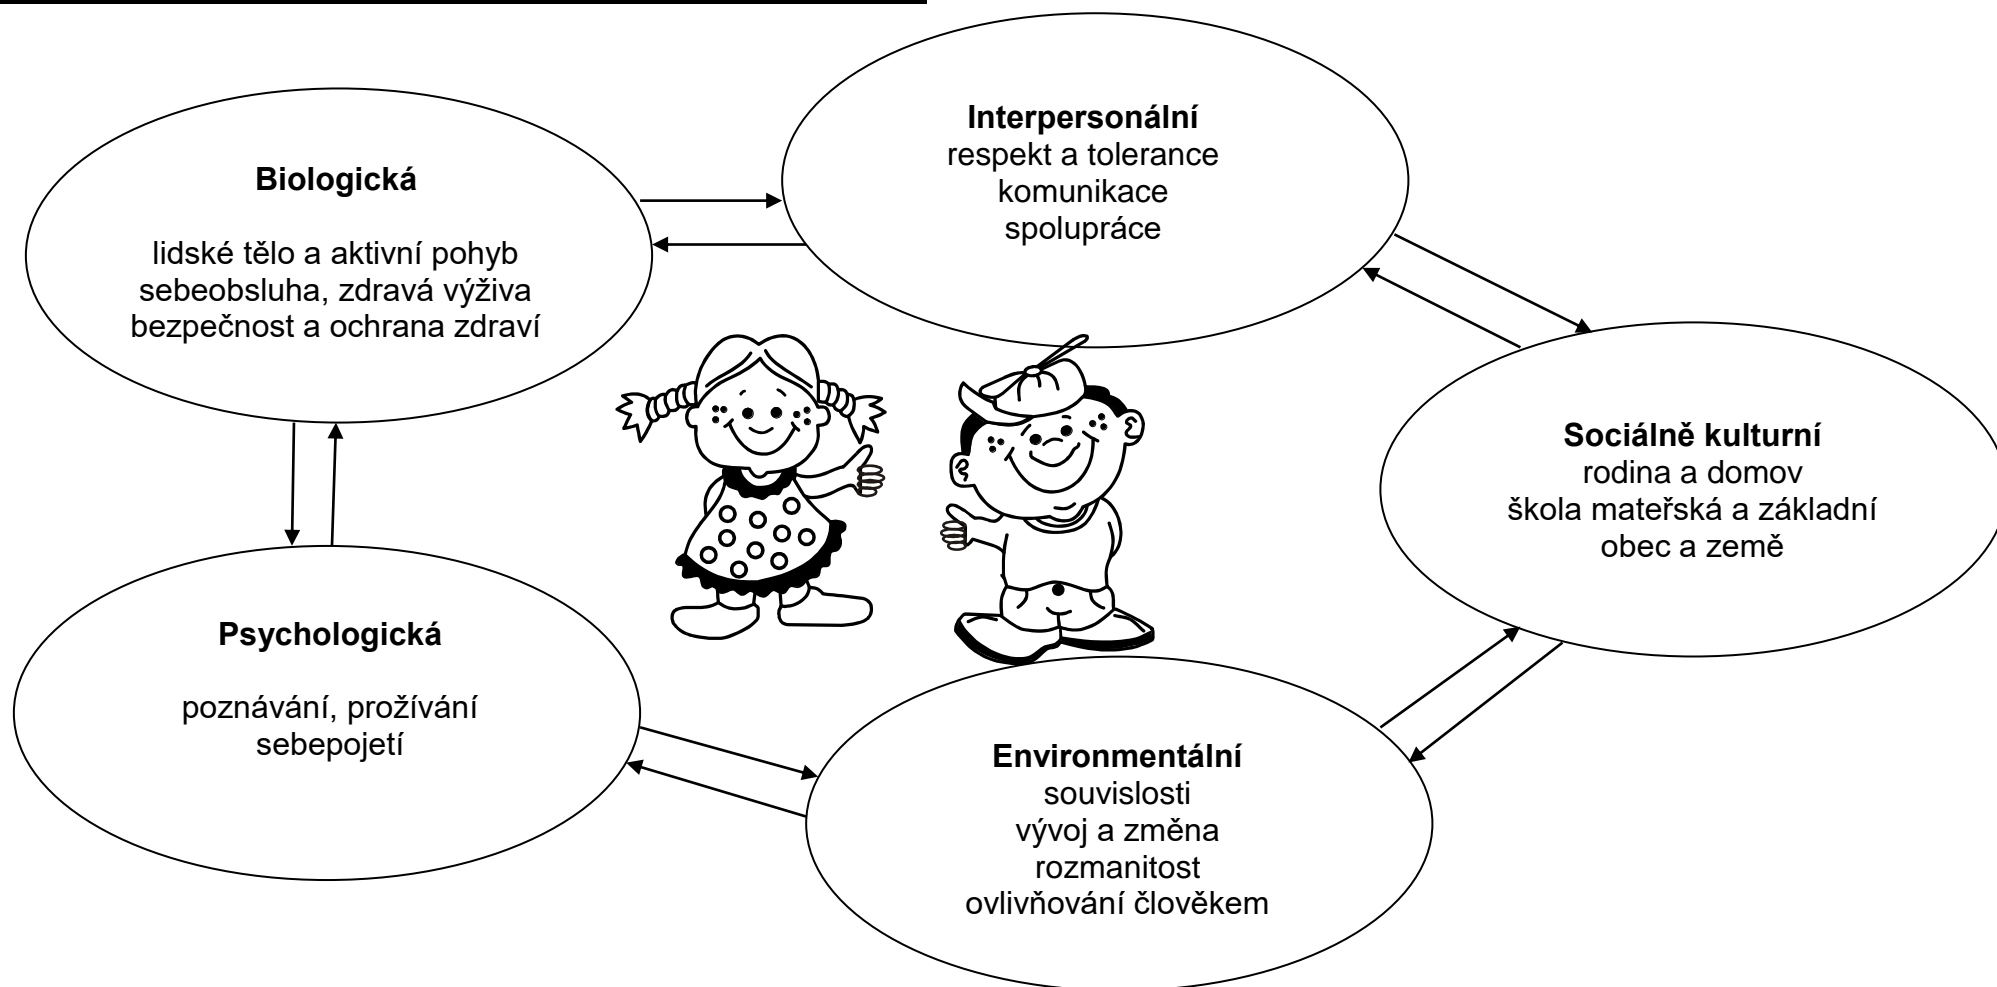 Interpersonální
respekt a tolerance
komunikace
spolupráce
Biologická
lidské tělo a aktivní pohyb
sebeobsluha, zdravá výživa
bezpečnost a ochrana zdraví
Sociálně kulturní
rodina a domov
škola mateřská a základní
obec a země
Psychologická
poznávání, prožívání
sebepojetí
Environmentální
souvislosti
vývoj a změna
rozmanitost
ovlivňování člověkem